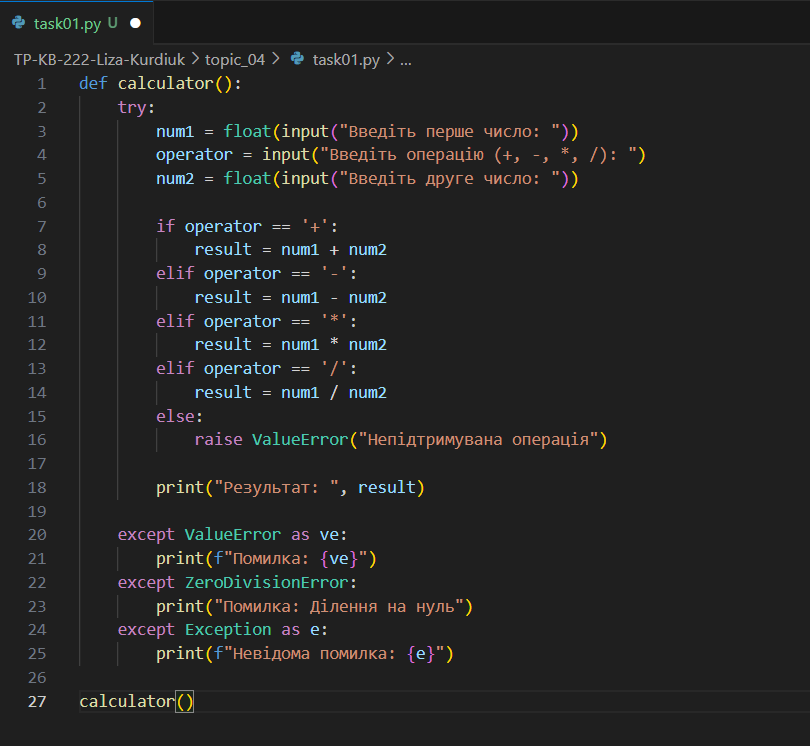 task01.py U
TP-KB-222-Liza-Kurdiuk > topic_04 > task01.py > ...
1 def calculator():
2     try:
3         num1 = float(input("Введіть перше число: "))
4         operator = input("Введіть операцію (+, -, *, /): ")
5         num2 = float(input("Введіть друге число: "))
6
7         if operator == '+':
8             result = num1 + num2
9         elif operator == '-':
10             result = num1 - num2
11         elif operator == '*':
12             result = num1 * num2
13         elif operator == '/':
14             result = num1 / num2
15         else:
16             raise ValueError("Непідтримувана операція")
17
18         print("Результат: ", result)
19
20     except ValueError as ve:
21         print(f"Помилка: {ve}")
22     except ZeroDivisionError:
23         print("Помилка: Ділення на нуль")
24     except Exception as e:
25         print(f"Невідома помилка: {e}")
26
27 calculator()